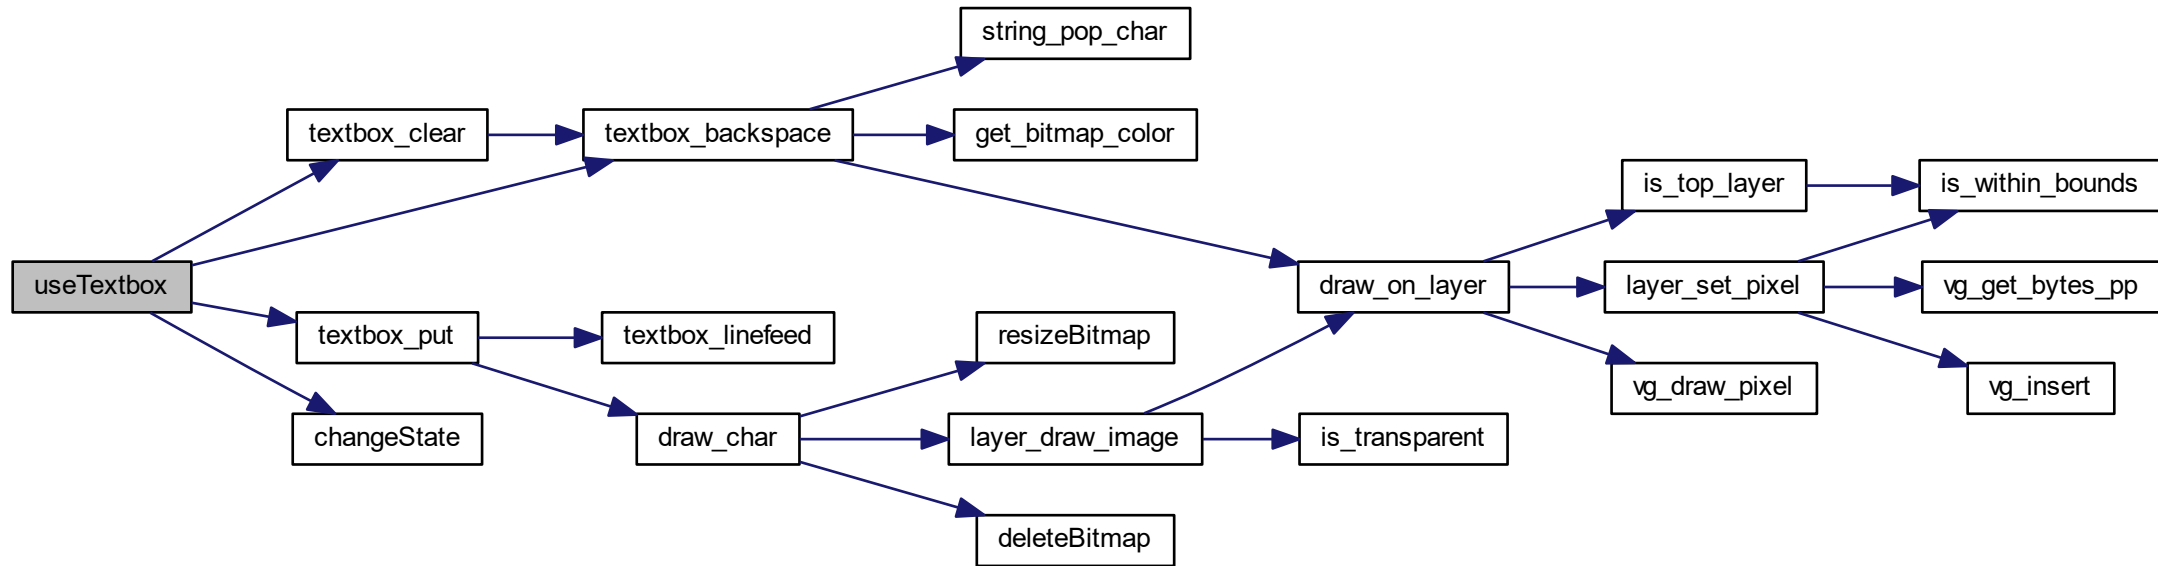 string_pop_char
textbox_clear
textbox_backspace
get_bitmap_color
is_top_layer
is_within_bounds
useTextbox
draw_on_layer
layer_set_pixel
vg_get_bytes_pp
textbox_put
textbox_linefeed
resizeBitmap
vg_draw_pixel
vg_insert
changeState
draw_char
layer_draw_image
is_transparent
deleteBitmap